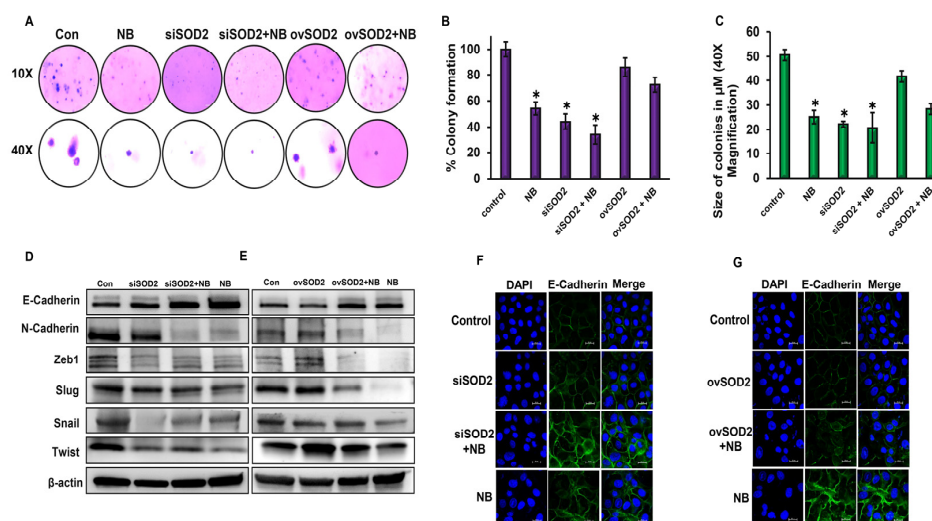 A
Con NB siSOD2 siSOD2+NB ovSOD2 ovSOD2+NB
10X
40X
B
% Colony formation
120
100
80
60
40
20
0
* * *
control NB siSOD2 siSOD2 + NB ovSOD2 ovSOD2 + NB
C
Size of colonies in µM (40X
Magnification)
60
50
40
30
20
10
0
* * *
control NB siSOD2 siSOD2 + NB ovSOD2 ovSOD2 + NB
D
Con siSOD2 siSOD2+NB NB
E
Con ovSOD2 ovSOD2+NB NB
E-Cadherin
N-Cadherin
Zeb1
Slug
Snail
Twist
β-actin
F
DAPI E-Cadherin Merge
Control
siSOD2
siSOD2
+NB
NB
G
DAPI E-Cadherin Merge
Control
ovSOD2
ovSOD2
+NB
NB